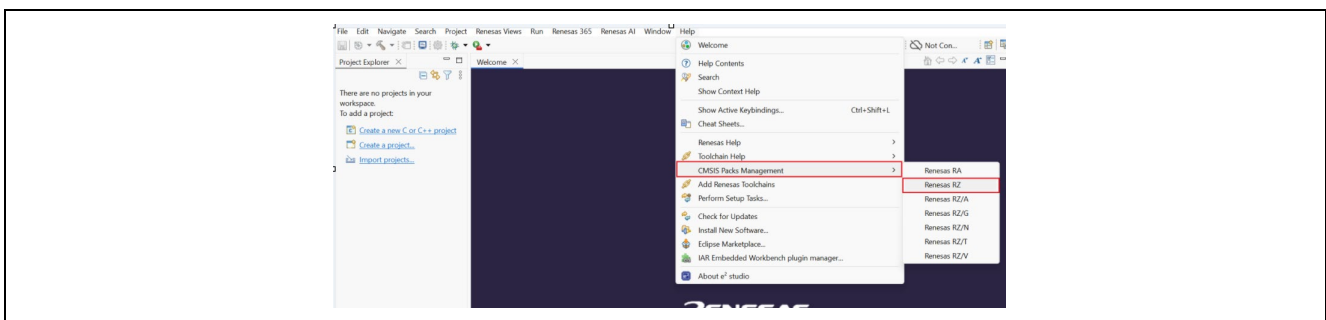 File Edit Navigate Search Project Renesas Views Run Renesas 365 Renesas AI Window Help
Not Con...
Project Explorer
Welcome
There are no projects in your
workspace.
To add a project:
Create a new C or C++ project
Create a project...
Import projects...
Welcome
Help Contents
Search
Show Context Help
Show Active Keybindings... Ctrl+Shift+L
Cheat Sheets...
Renesas Help
Toolchain Help
CMSIS Packs Management
Add Renesas Toolchains
Perform Setup Tasks...
Check for Updates
Install New Software...
Eclipse Marketplace...
IAR Embedded Workbench plugin manager...
About e² studio
Renesas RA
Renesas RZ
Renesas RZ/A
Renesas RZ/G
Renesas RZ/N
Renesas RZ/T
Renesas RZ/V